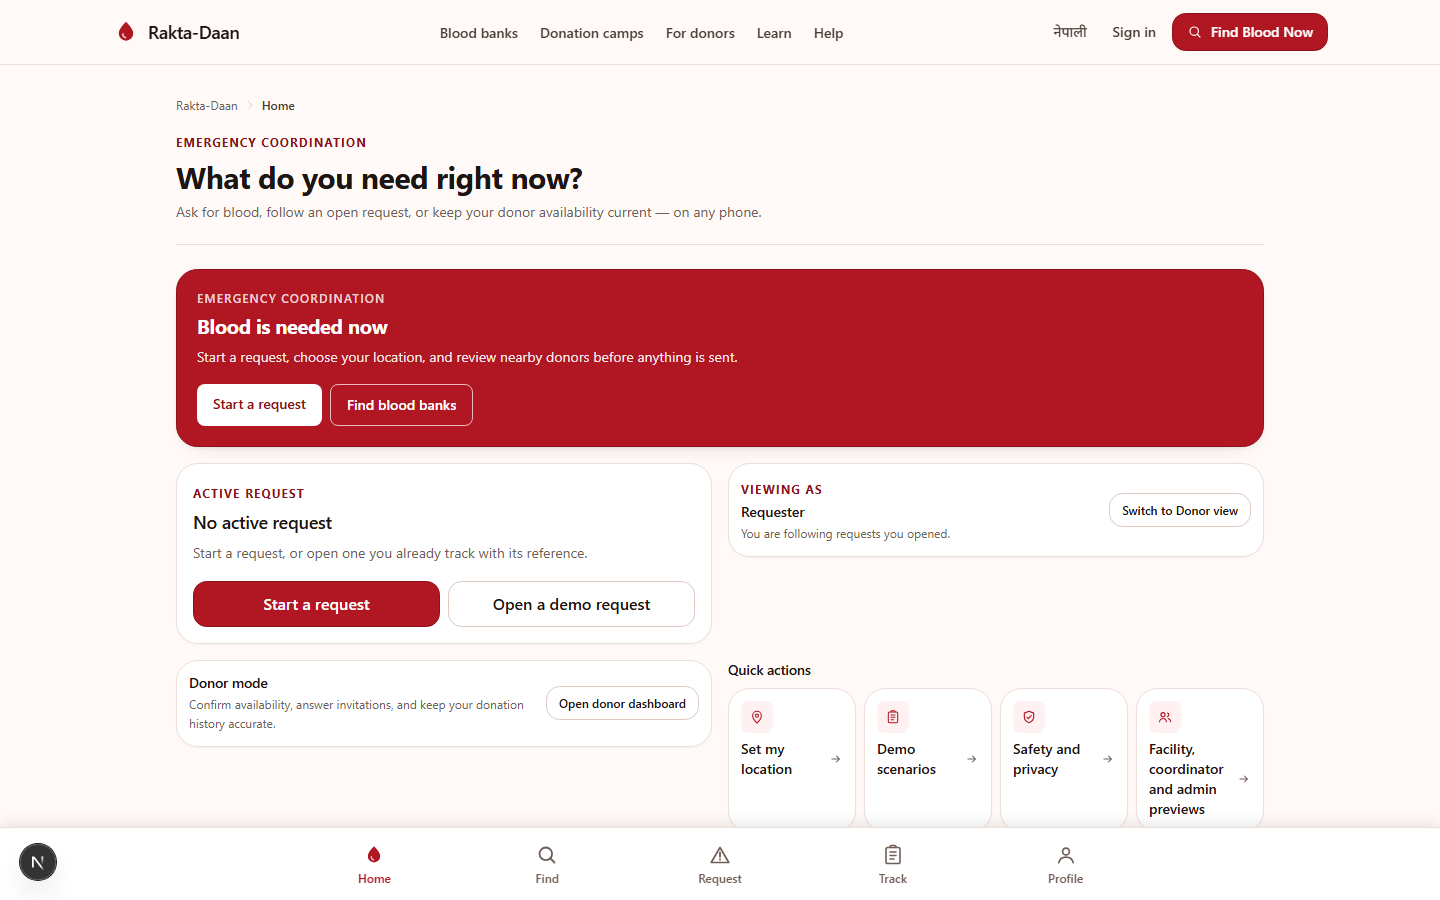 Rakta-Daan
Blood banks
Donation camps
For donors
Learn
Help
नेपाली
Sign in
Find Blood Now
Rakta-Daan
Home
EMERGENCY COORDINATION
What do you need right now?
Ask for blood, follow an open request, or keep your donor availability current — on any phone.
EMERGENCY COORDINATION
Blood is needed now
Start a request, choose your location, and review nearby donors before anything is sent.
Start a request
Find blood banks
ACTIVE REQUEST
No active request
Start a request, or open one you already track with its reference.
Start a request
Open a demo request
VIEWING AS
Requester
You are following requests you opened.
Switch to Donor view
Donor mode
Confirm availability, answer invitations, and keep your donation
history accurate.
Open donor dashboard
Quick actions
Set my
location
Demo
scenarios
Safety and
privacy
Facility,
coordinator
and admin
previews
N
Home
Find
Request
Track
Profile